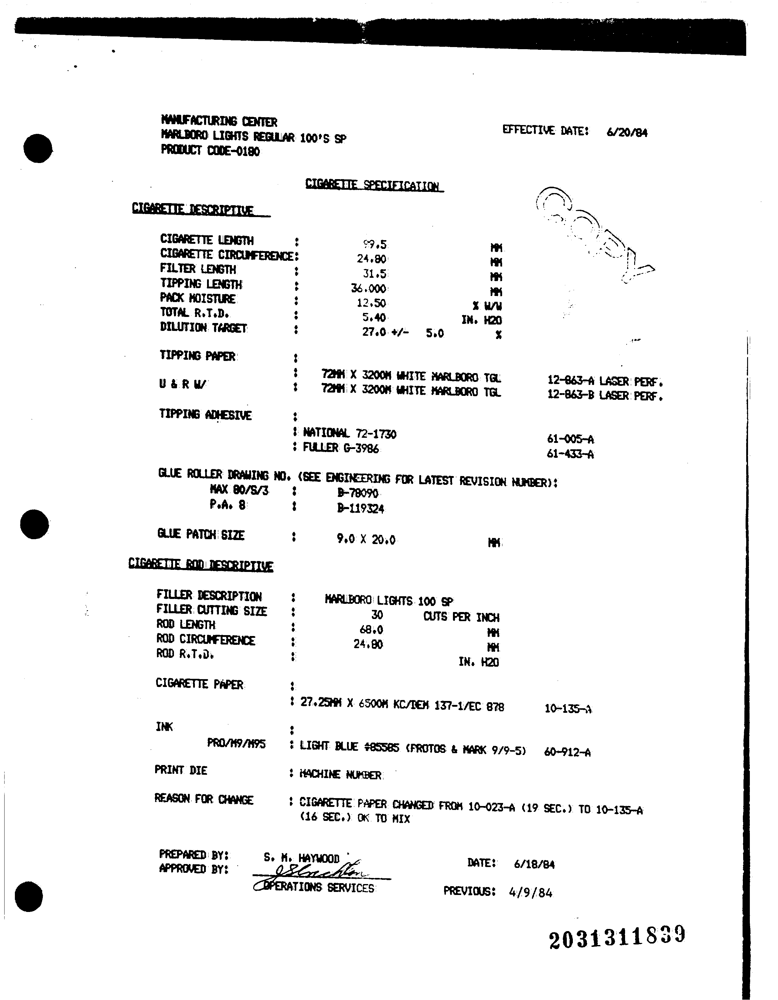 MANUFACTURING CENTER
MARLBORO LIGHTS REGULAR 100'S SP
PRODUCT CODE-0180
EFFECTIVE DATE: 6/20/84
CIGARETTE SPECIFICATION
COPY
CIGARETTE DESCRIPTIVE
CIGARETTE LENGTH : 99.5 MM
CIGARETTE CIRCUMFERENCE: 24.80 MM
FILTER LENGTH : 31.5 MM
TIPPING LENGTH : 36.000 MM
PACK MOISTURE : 12.50 % W/W
TOTAL R.T.D. : 5.40 IN. H2O
DILUTION TARGET : 27.0 +/- 5.0 %
TIPPING PAPER :
: 72MM X 3200M WHITE MARLBORO TGL 12-863-A LASER PERF.
U & R W/ : 72MM X 3200M WHITE MARLBORO TGL 12-863-B LASER PERF.
TIPPING ADHESIVE :
: NATIONAL 72-1730 61-005-A
: FULLER G-3986 61-433-A
GLUE ROLLER DRAWING NO. (SEE ENGINEERING FOR LATEST REVISION NUMBER):
MAX 80/S/3 : B-78090
P.A. 8 : B-119324
GLUE PATCH SIZE : 9.0 X 20.0 MM
CIGARETTE ROD DESCRIPTIVE
FILLER DESCRIPTION : MARLBORO LIGHTS 100 SP
FILLER CUTTING SIZE : 30 CUTS PER INCH
ROD LENGTH : 68.0 MM
ROD CIRCUMFERENCE : 24.80 MM
ROD R.T.D. : IN. H2O
CIGARETTE PAPER :
: 27.25MM X 6500M KC/DEM 137-1/EC 878 10-135-A
INK :
PRO/M9/M95 : LIGHT BLUE #85585 (PROTOS & MARK 9/9-5) 60-912-A
PRINT DIE : MACHINE NUMBER
REASON FOR CHANGE : CIGARETTE PAPER CHANGED FROM 10-023-A (19 SEC.) TO 10-135-A
(16 SEC.) OK TO MIX
PREPARED BY: S. M. HAYWOOD DATE: 6/18/84
APPROVED BY:
OPERATIONS SERVICES PREVIOUS: 4/9/84
2031311839